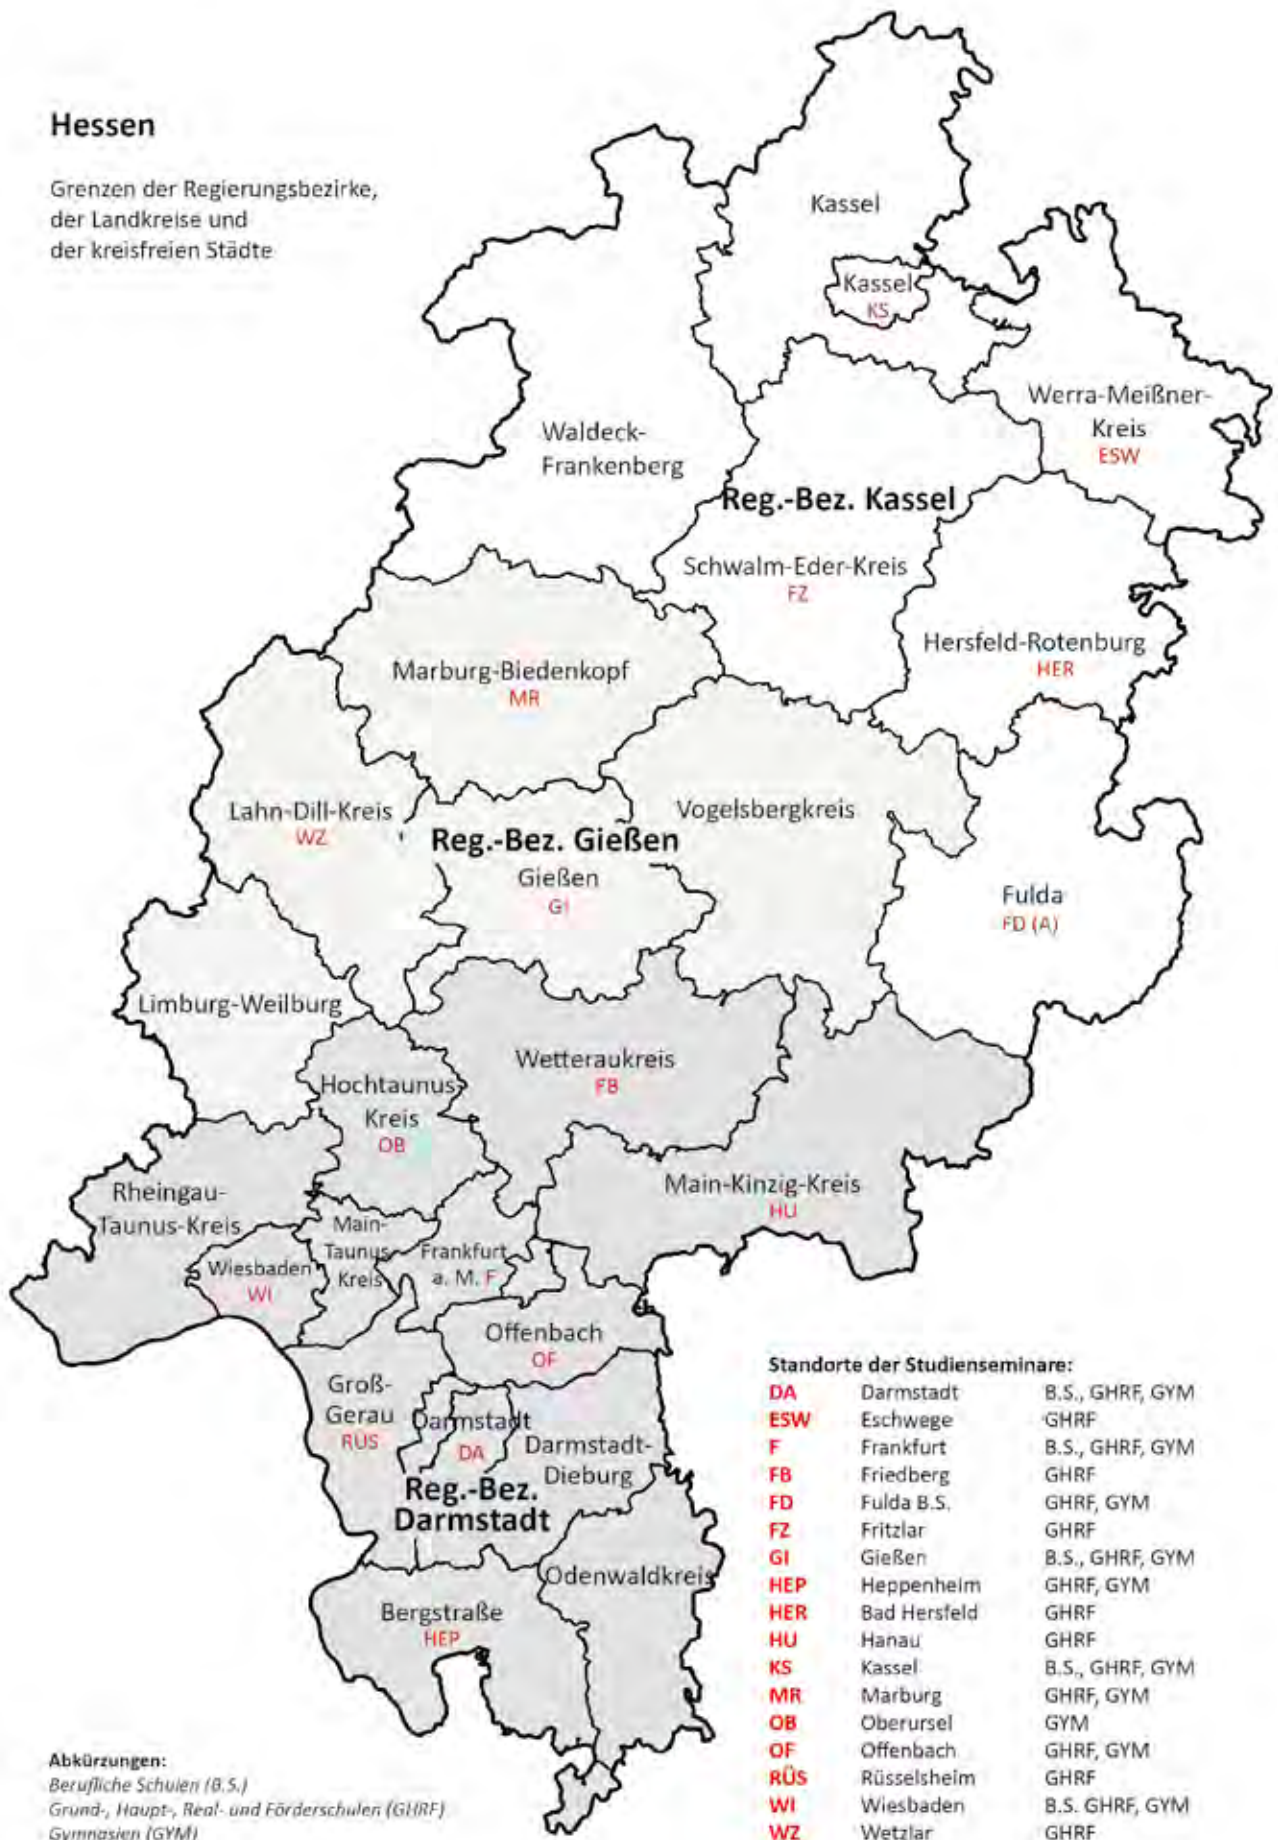 Hessen
Grenzen der Regierungsbezirke,
der Landkreise und
der kreisfreien Städte
Kassel
Kassel
KS
Werra-Meißner-
Kreis
ESW
Waldeck-
Frankenberg
Reg.-Bez. Kassel
Schwalm-Eder-Kreis
FZ
Hersfeld-Rotenburg
HER
Marburg-Biedenkopf
MR
Lahn-Dill-Kreis
WZ
Reg.-Bez. Gießen
Gießen
GI
Vogelsbergkreis
Fulda
FD (A)
Limburg-Weilburg
Wetteraukreis
FB
Hochtaunus
Kreis
OB
Main-Kinzig-Kreis
HU
Rheingau-
Taunus-Kreis
Main-
Taunus
Kreis
Frankfurt
a. M. F
Wiesbaden
WI
Offenbach
OF
Groß-
Gerau
RÜS
Darmstadt
DA
Darmstadt-
Dieburg
Reg.-Bez.
Darmstadt
Odenwaldkreis
Bergstraße
HEP
Standorte der Studienseminare:
DA Darmstadt B.S., GHRF, GYM
ESW Eschwege GHRF
F Frankfurt B.S., GHRF, GYM
FB Friedberg GHRF
FD Fulda B.S. GHRF, GYM
FZ Fritzlar GHRF
GI Gießen B.S., GHRF, GYM
HEP Heppenheim GHRF, GYM
HER Bad Hersfeld GHRF
HU Hanau GHRF
KS Kassel B.S., GHRF, GYM
MR Marburg GHRF, GYM
OB Oberursel GYM
OF Offenbach GHRF, GYM
RÜS Rüsselsheim GHRF
WI Wiesbaden B.S. GHRF, GYM
WZ Wetzlar GHRF
Abkürzungen:
Berufliche Schulen (B.S.)
Grund-, Haupt-, Real- und Förderschulen (GHRF)
Gymnasien (GYM)